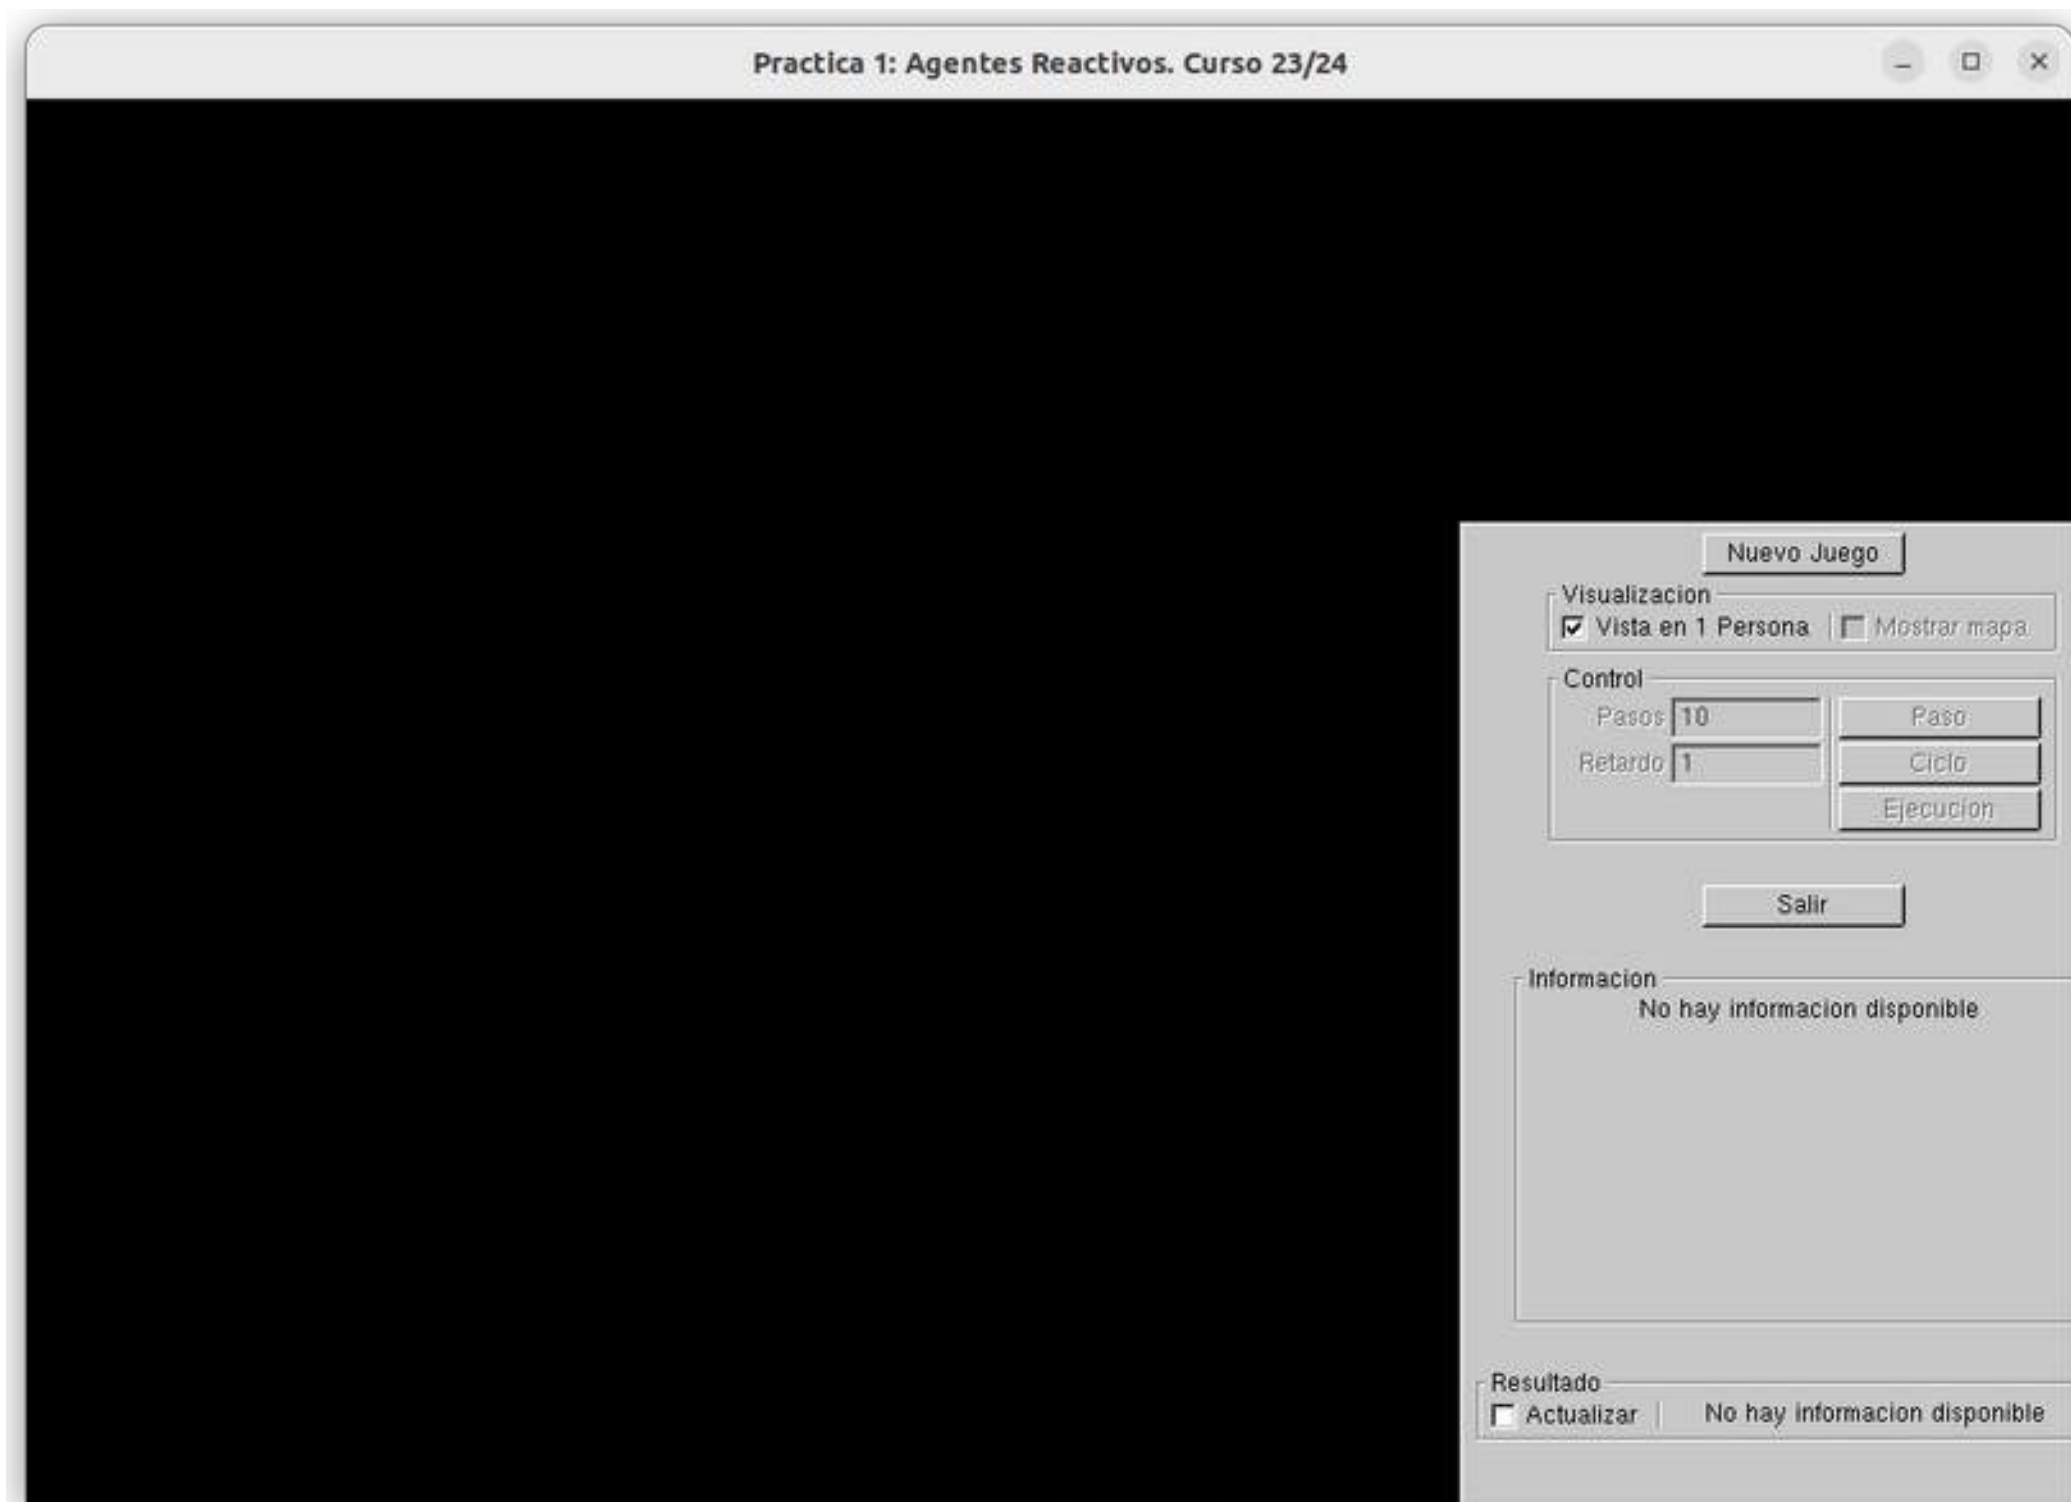 Practica 1: Agentes Reactivos. Curso 23/24
Nuevo Juego
Visualizacion
Vista en 1 Persona Mostrar mapa
Control
Pasos 10 Paso
Retardo 1 Ciclo
Ejecucion
Salir
Informacion
No hay informacion disponible
Resultado
Actualizar No hay informacion disponible